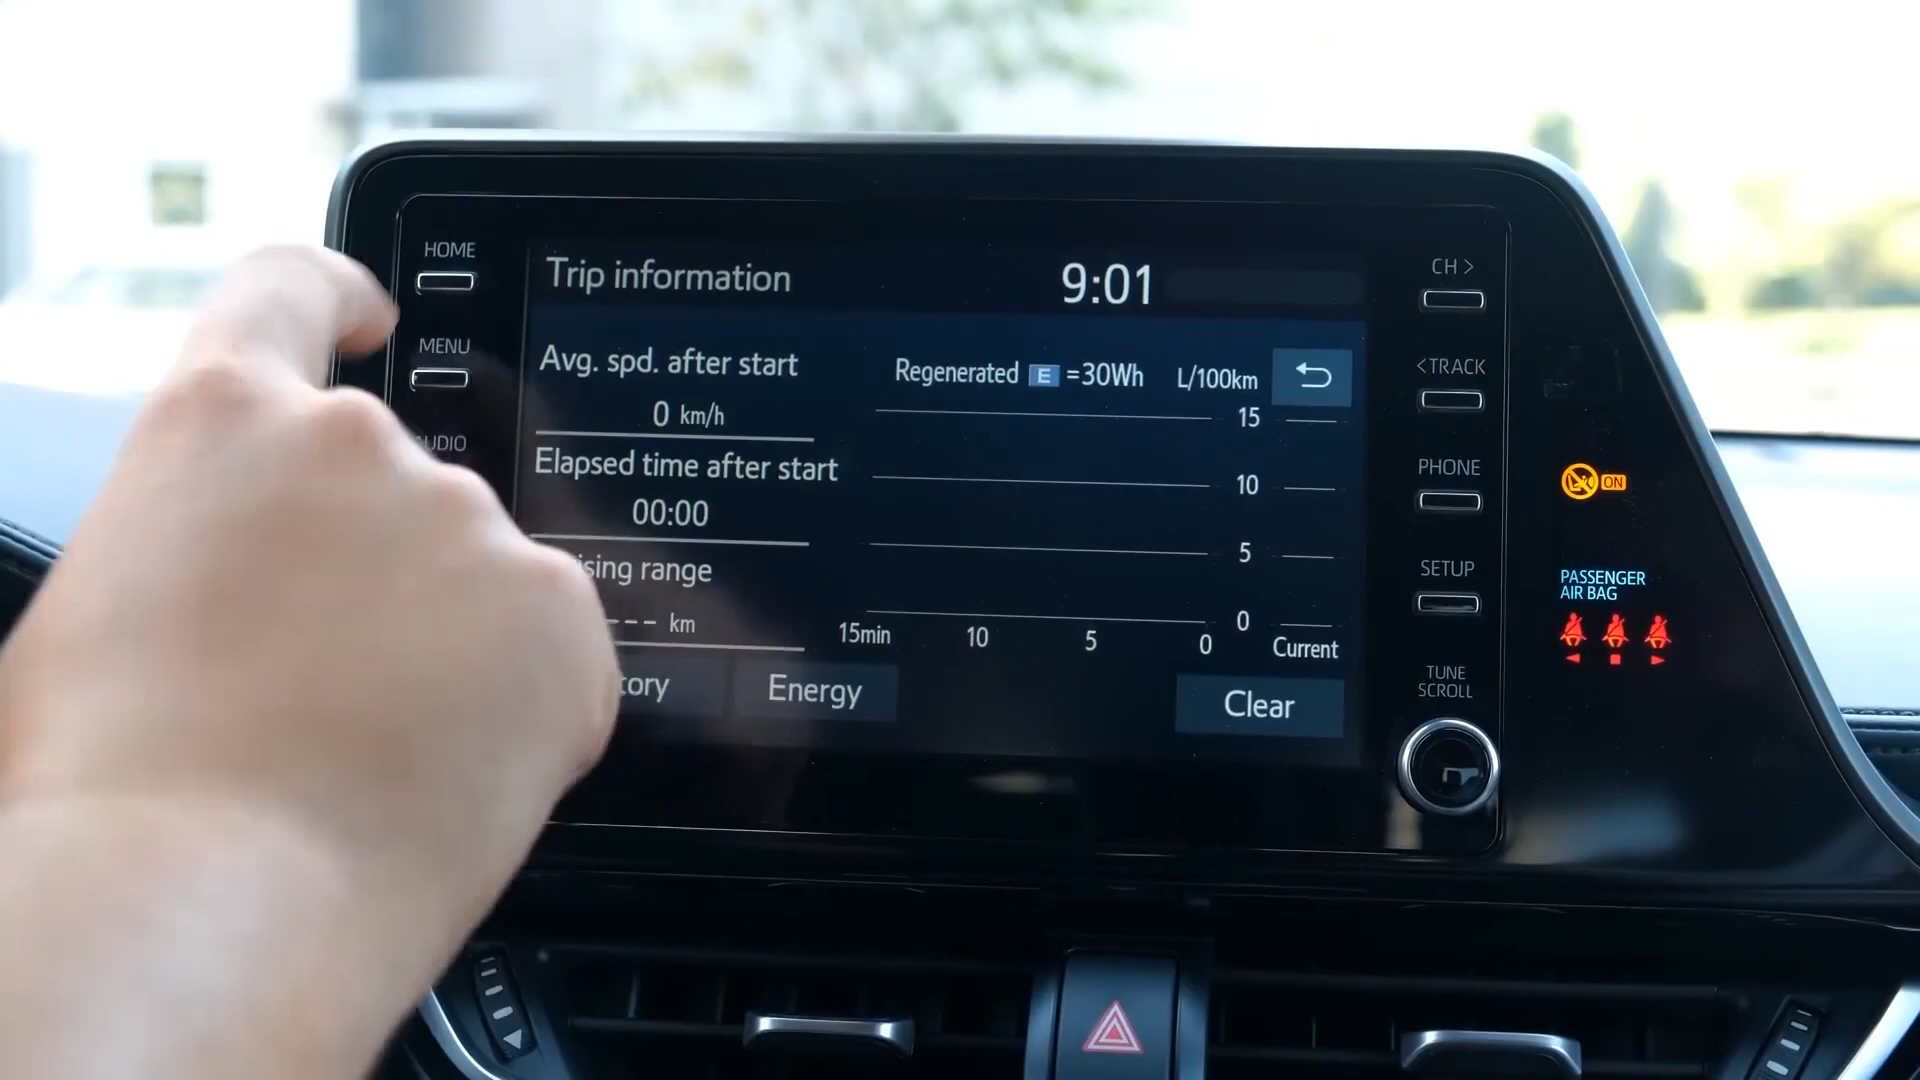 HOME
MENU
AUDIO
Trip information
9:01
Avg. spd. after start
0 km/h
Elapsed time after start
00:00
ising range
--- km
tory
Energy
Regenerated E =30Wh
L/100km
15
10
5
0
15min 10 5 0 Current
Clear
CH >
<TRACK
PHONE
SETUP
TUNE
SCROLL
ON
PASSENGER
AIR BAG